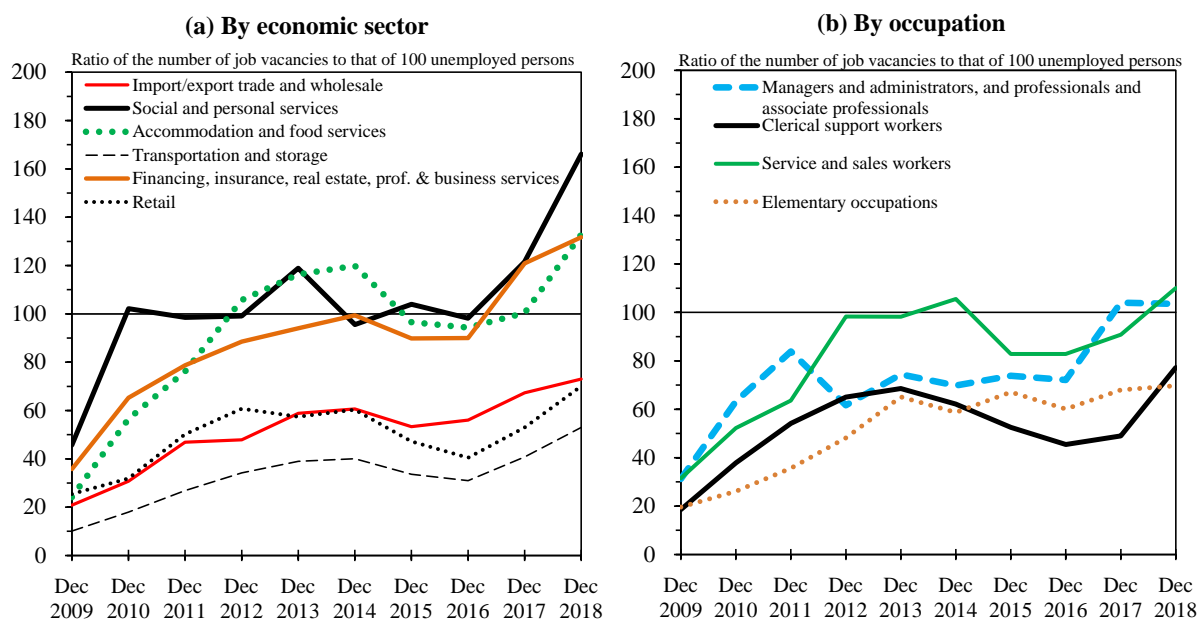 (a) By economic sector
Ratio of the number of job vacancies to that of 100 unemployed persons
200
180
160
140
120
100
80
60
40
20
0
Import/export trade and wholesale
Social and personal services
Accommodation and food services
Transportation and storage
Financing, insurance, real estate, prof. & business services
Retail
Dec Dec Dec Dec Dec Dec Dec Dec Dec Dec
2009 2010 2011 2012 2013 2014 2015 2016 2017 2018
(b) By occupation
Ratio of the number of job vacancies to that of 100 unemployed persons
200
180
160
140
120
100
80
60
40
20
0
Managers and administrators, and professionals and
associate professionals
Clerical support workers
Service and sales workers
Elementary occupations
Dec Dec Dec Dec Dec Dec Dec Dec Dec Dec
2009 2010 2011 2012 2013 2014 2015 2016 2017 2018